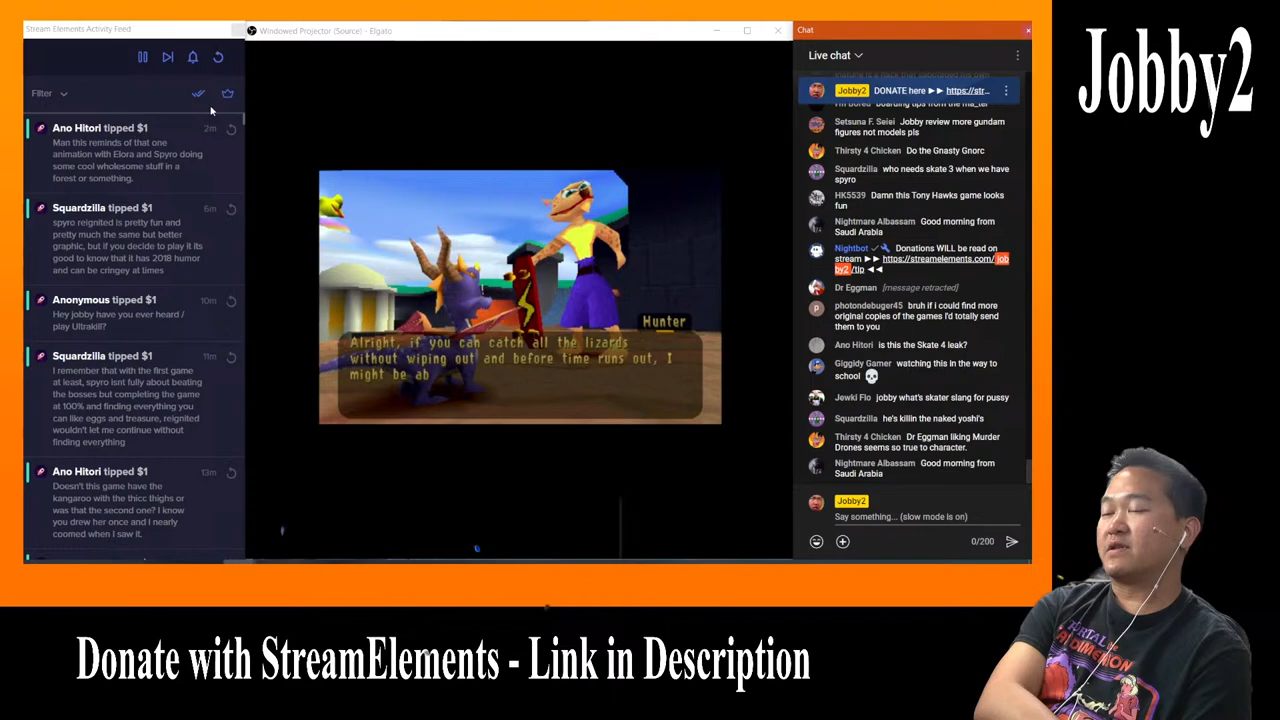 Stream Elements Activity Feed
Filter
Ano Hitori tipped $1
2m
Man this reminds of that one
animation with Elora and Spyro doing
some cool wholesome stuff in a
forest or something.
Squardzilla tipped $1
6m
spyro reignited is pretty fun and
pretty much the same but better
graphic, but if you decide to play it its
good to know that it has 2018 humor
and can be cringey at times
Anonymous tipped $1
10m
Hey jobby have you ever heard /
play Ultrakill?
Squardzilla tipped $1
11m
I remember that with the first game
at least, spyro isnt fully about beating
the bosses but completing the game
at 100% and finding everything you
can like eggs and treasure, reignited
wouldn't let me continue without
finding everything
Ano Hitori tipped $1
13m
Doesn't this game have the
kangaroo with the thicc thighs or
was that the second one? I know
you drew her once and I nearly
coomed when I saw it.
Windowed Projector (Source) - Elgato
Hunter
Alright, if you can catch all the lizards
without wiping out and before time runs out, I
might be ab
Chat
Live chat
Jobby2 DONATE here ►► https://str...
I'm Bored boarding tips from the ma_ter
Setsuna F. Seiei Jobby review more gundam
figures not models pls
Thirsty 4 Chicken Do the Gnasty Gnorc
Squardzilla who needs skate 3 when we have
spyro
HK5539 Damn this Tony Hawks game looks
fun
Nightmare Albassam Good morning from
Saudi Arabia
Nightbot Donations WILL be read on
stream ►► https://streamelements.com/job
by2/tip ◄◄
Dr Eggman [message retracted]
photondebuger45 bruh if i could find more
original copies of the games I'd totally send
them to you
Ano Hitori is this the Skate 4 leak?
Giggidy Gamer watching this in the way to
school 💀
Jewki Flo jobby what's skater slang for pussy
Squardzilla he's killin the naked yoshi's
Thirsty 4 Chicken Dr Eggman liking Murder
Drones seems so true to character.
Nightmare Albassam Good morning from
Saudi Arabia
Jobby2
Say something... (slow mode is on)
0/200
Jobby2
Donate with StreamElements - Link in Description